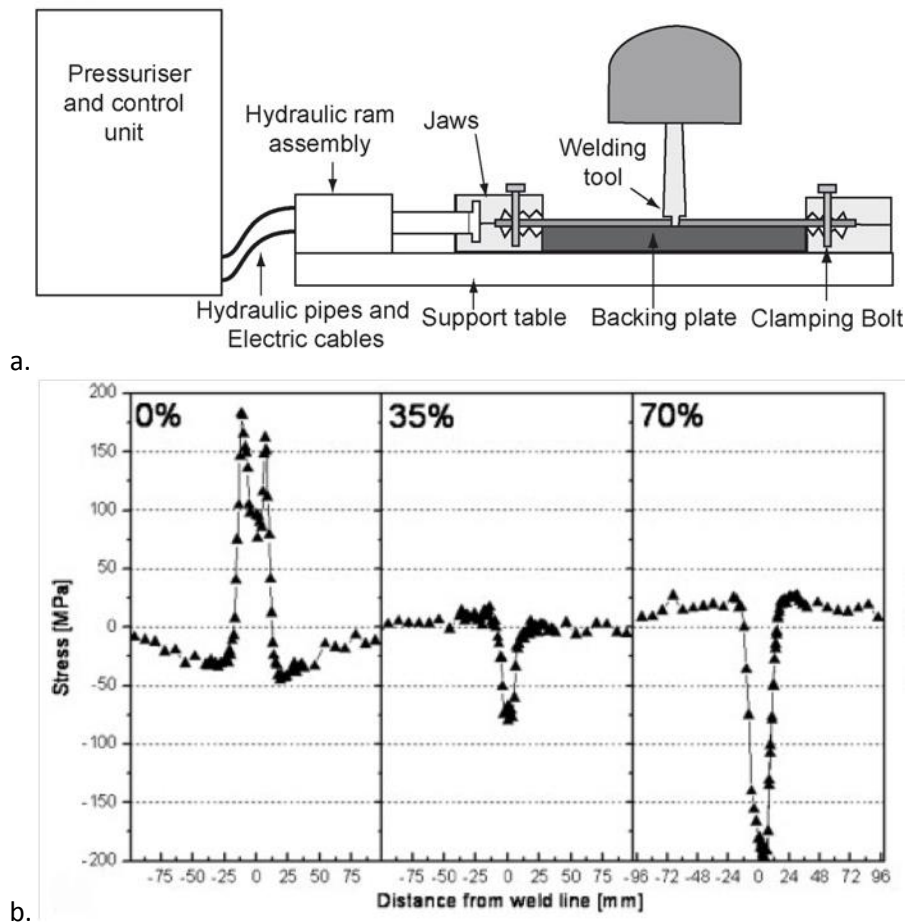 Pressuriser
and control
unit
Hydraulic ram
assembly
Jaws
Welding
tool
Hydraulic pipes and
Electric cables
Support table
Backing plate
Clamping Bolt
a.
0%
35%
70%
200
150
100
50
0
-50
-100
-150
-200
Stress [MPa]
-75 -50 -25 0 25 50 75
-75 -50 -25 0 25 50 75
-96 -72 -48 -24 0 24 48 72 96
Distance from weld line [mm]
b.